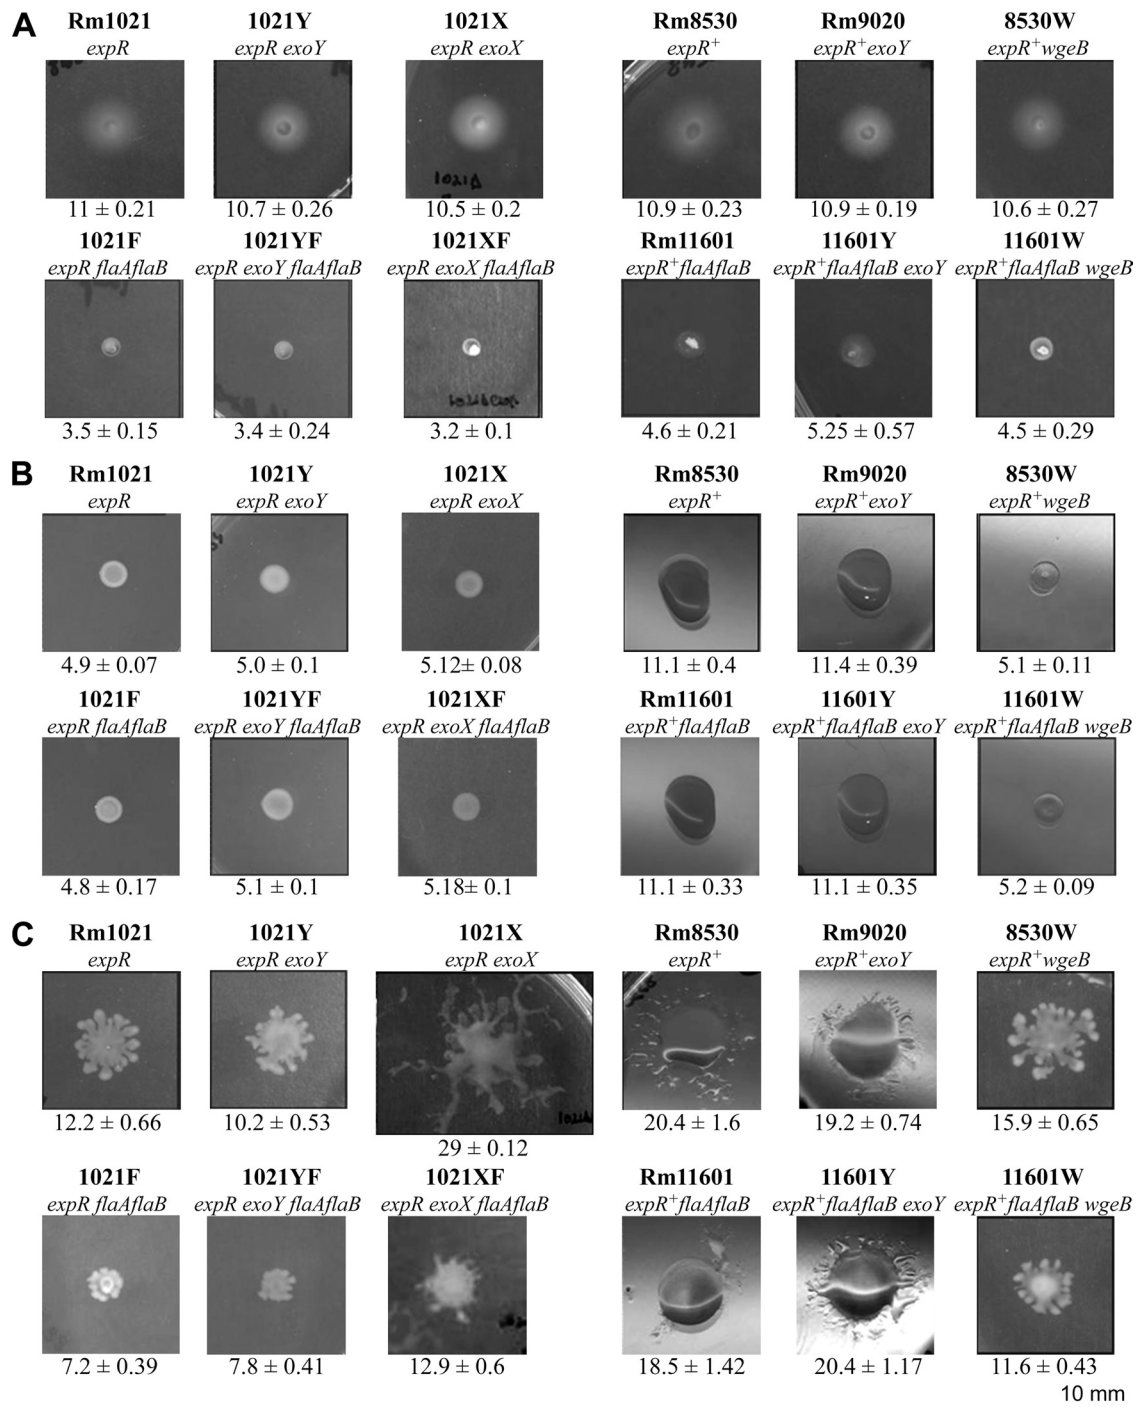 A
Rm1021 1021Y 1021X Rm8530 Rm9020 8530W
expR expR exoY expR exoX expR+ expR+exoY expR+wgeB
11 ± 0.21 10.7 ± 0.26 10.5 ± 0.2 10.9 ± 0.23 10.9 ± 0.19 10.6 ± 0.27
1021F 1021YF 1021XF Rm11601 11601Y 11601W
expR flaAflaB expR exoY flaAflaB expR exoX flaAflaB expR+flaAflaB expR+flaAflaB exoY expR+flaAflaB wgeB
3.5 ± 0.15 3.4 ± 0.24 3.2 ± 0.1 4.6 ± 0.21 5.25 ± 0.57 4.5 ± 0.29
B
Rm1021 1021Y 1021X Rm8530 Rm9020 8530W
expR expR exoY expR exoX expR+ expR+exoY expR+wgeB
4.9 ± 0.07 5.0 ± 0.1 5.12± 0.08 11.1 ± 0.4 11.4 ± 0.39 5.1 ± 0.11
1021F 1021YF 1021XF Rm11601 11601Y 11601W
expR flaAflaB expR exoY flaAflaB expR exoX flaAflaB expR+flaAflaB expR+flaAflaB exoY expR+flaAflaB wgeB
4.8 ± 0.17 5.1 ± 0.1 5.18± 0.1 11.1 ± 0.33 11.1 ± 0.35 5.2 ± 0.09
C
Rm1021 1021Y 1021X Rm8530 Rm9020 8530W
expR expR exoY expR exoX expR+ expR+exoY expR+wgeB
12.2 ± 0.66 10.2 ± 0.53 29 ± 0.12 20.4 ± 1.6 19.2 ± 0.74 15.9 ± 0.65
1021F 1021YF 1021XF Rm11601 11601Y 11601W
expR flaAflaB expR exoY flaAflaB expR exoX flaAflaB expR+flaAflaB expR+flaAflaB exoY expR+flaAflaB wgeB
7.2 ± 0.39 7.8 ± 0.41 12.9 ± 0.6 18.5 ± 1.42 20.4 ± 1.17 11.6 ± 0.43
10 mm